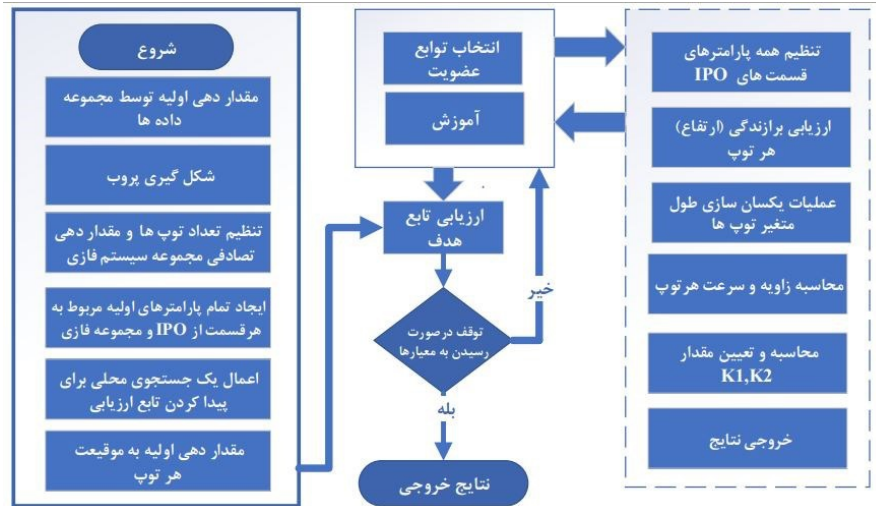 شروع
مقدار دهی اولیه توسط مجموعه
داده ها
شکل گیری پروب
تنظیم تعداد توپ ها و مقدار دهی
تصادفی مجموعه سیستم فازی
ایجاد تمام پارامترهای اولیه مربوط به
هرقسمت از IPO و مجموعه فازی
اعمال یک جستجوی محلی برای
پیدا کردن تابع ارزیابی
مقدار دهی اولیه به موقیعت
هر توپ
انتخاب توابع
عضویت
آموزش
ارزیابی تابع
هدف
توقف درصورت
رسیدن به معیارها
خیر
بله
نتایج خروجی
تنظیم همه پارامترهای
قسمت های IPO
ارزیابی برازندگی (ارتفاع)
هر توپ
عملیات یکسان سازی طول
متغیر توپ ها
محاسبه زاویه و سرعت هرتوپ
محاسبه و تعیین مقدار
K1,K2
خروجی نتایج